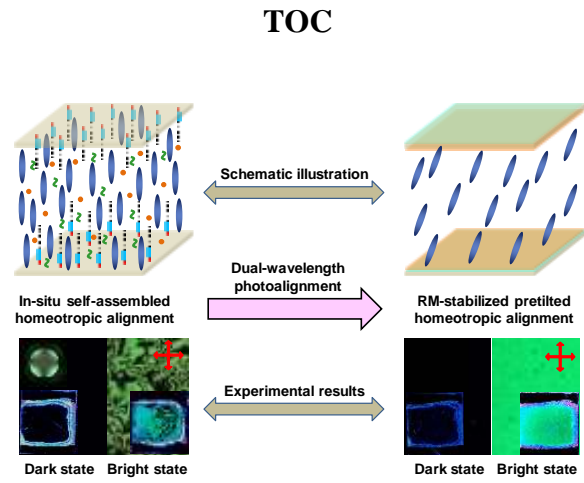 TOC
Schematic illustration
Dual-wavelength
photoalignment
In-situ self-assembled
homeotropic alignment
RM-stabilized pretilted
homeotropic alignment
Experimental results
Dark state
Bright state
Dark state
Bright state